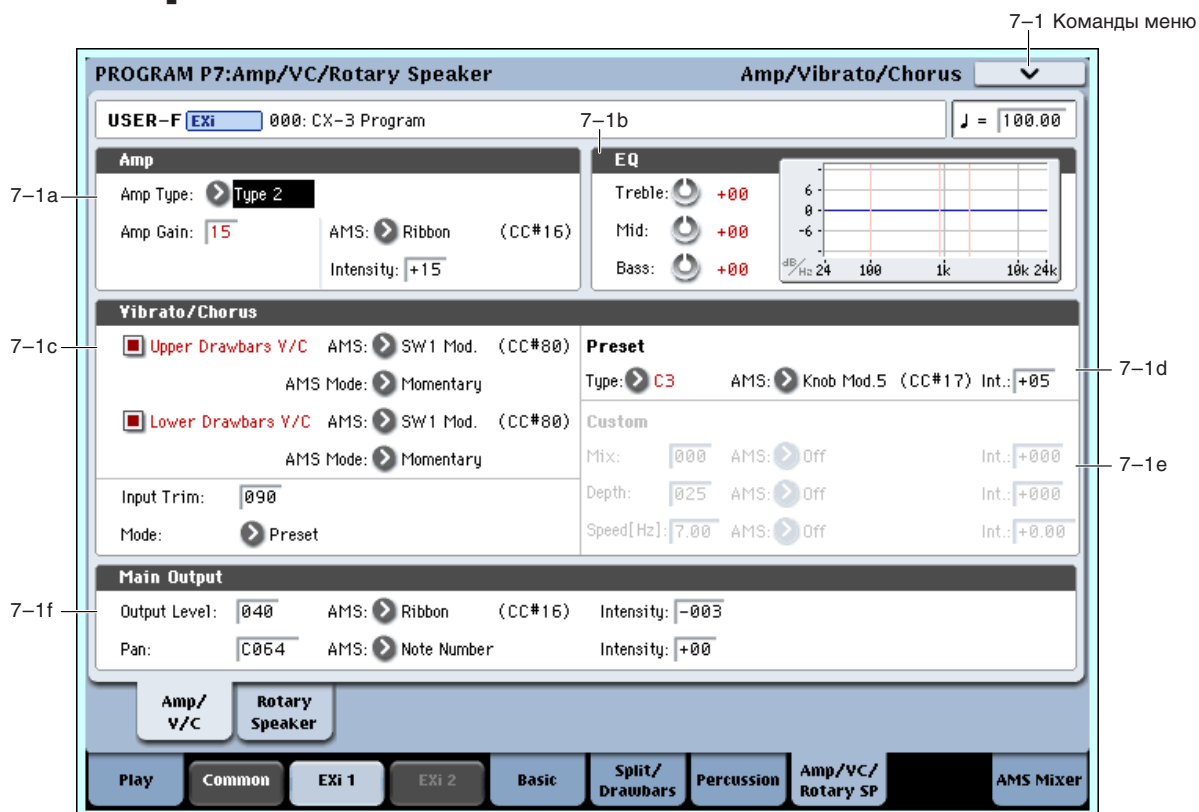 7–1 Команды меню
PROGRAM P7:Amp/VC/Rotary Speaker Amp/Vibrato/Chorus
USER–F EXi 000: CX–3 Program 7–1b ♩ = 100.00
Amp EQ
7–1a Amp Type: Type 2 Treble: +00 6
0
Amp Gain: 15 AMS: Ribbon (CC#16) Mid: +00 -6
Intensity: +15 Bass: +00 dB/Hz 24 100 1k 10k 24k
Vibrato/Chorus
7–1c Upper Drawbars V/C AMS: SW1 Mod. (CC#80) Preset
AMS Mode: Momentary Type: C3 AMS: Knob Mod.5 (CC#17) Int.: +05 7–1d
Lower Drawbars V/C AMS: SW1 Mod. (CC#80) Custom
AMS Mode: Momentary Mix: 000 AMS: Off Int.: +000 7–1e
Input Trim: 090 Depth: 025 AMS: Off Int.: +000
Mode: Preset Speed[Hz]: 7.00 AMS: Off Int.: +0.00
Main Output
7–1f Output Level: 040 AMS: Ribbon (CC#16) Intensity: -003
Pan: C064 AMS: Note Number Intensity: +00
Amp/ Rotary
V/C Speaker
Play Common EXi 1 EXi 2 Basic Split/ Percussion Amp/VC/ AMS Mixer
Drawbars Rotary SP